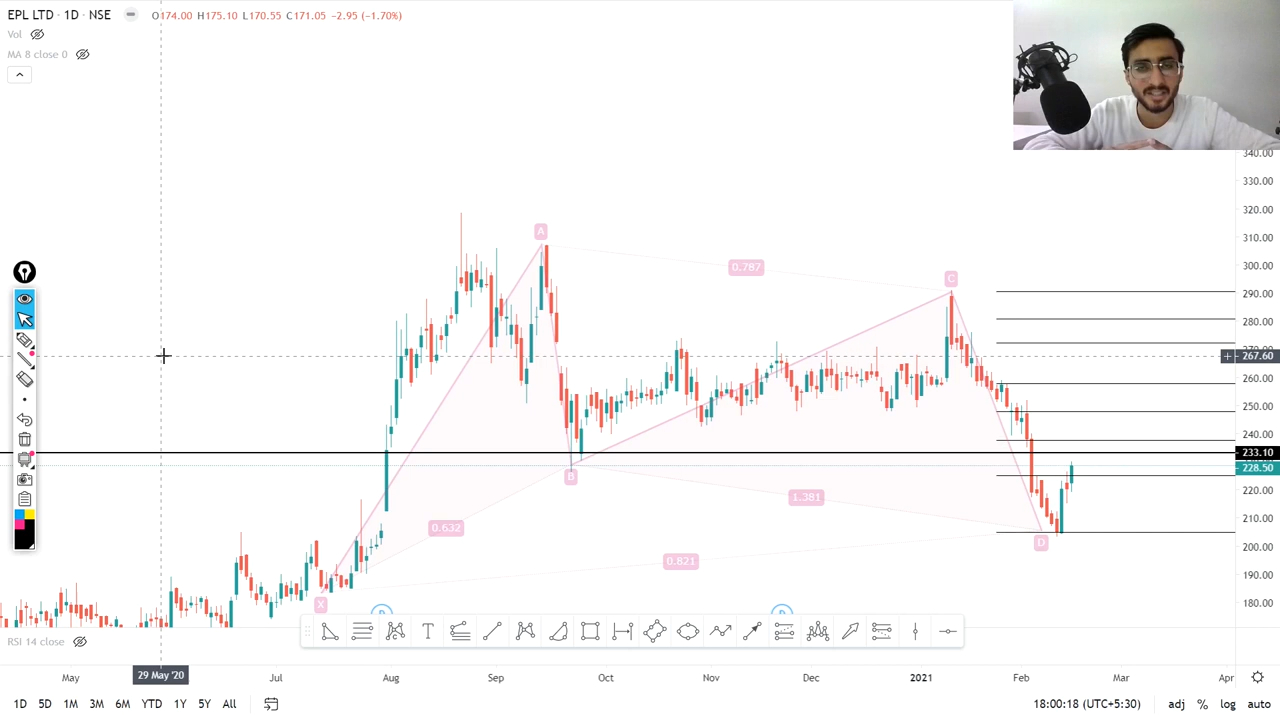 EPL LTD · 1D · NSE O174.00 H175.10 L170.55 C171.05 −2.95 (−1.70%)
Vol
MA 8 close 0
340.00
330.00
320.00
310.00
300.00
290.00
280.00
267.60
260.00
250.00
240.00
233.10
228.50
220.00
210.00
200.00
190.00
180.00
A
0.787
C
B
1.381
0.632
D
0.821
X
T
RSI 14 close
May
29 May '20
Jul
Aug
Sep
Oct
Nov
Dec
2021
Feb
Mar
Apr
1D 5D 1M 3M 6M YTD 1Y 5Y All
18:00:18 (UTC+5:30) adj % log auto